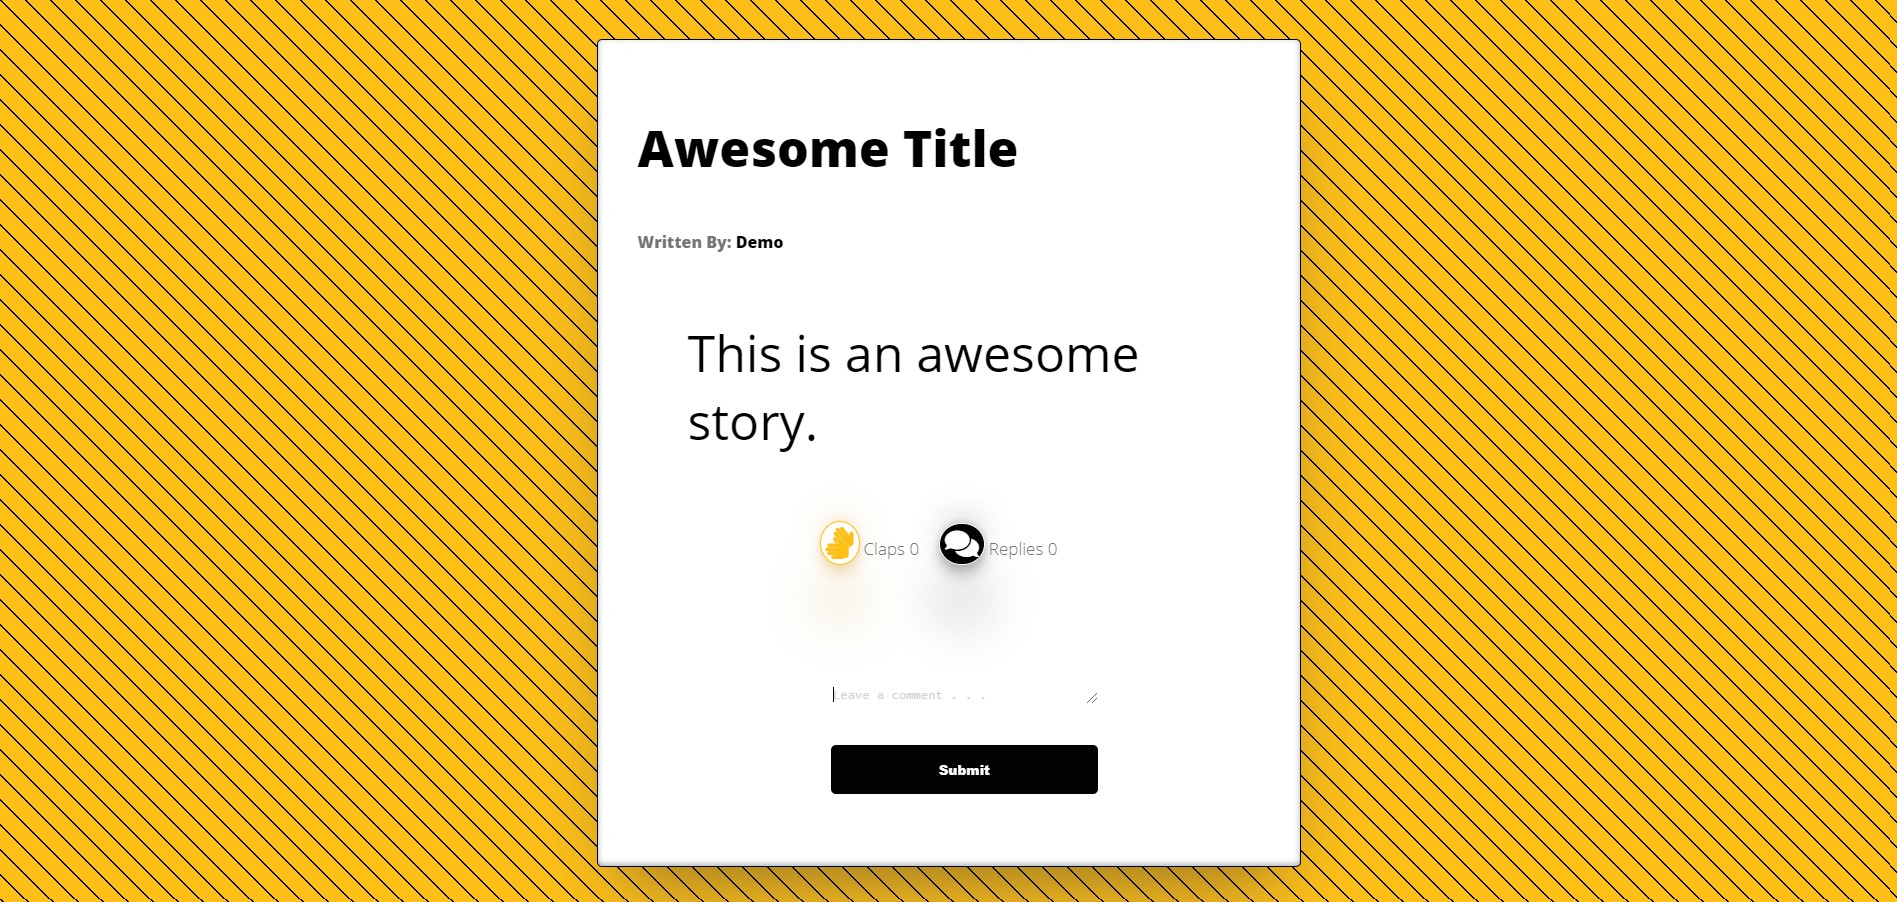 Awesome Title
Written By: Demo
This is an awesome
story.
Claps 0 Replies 0
Leave a comment . . .
Submit